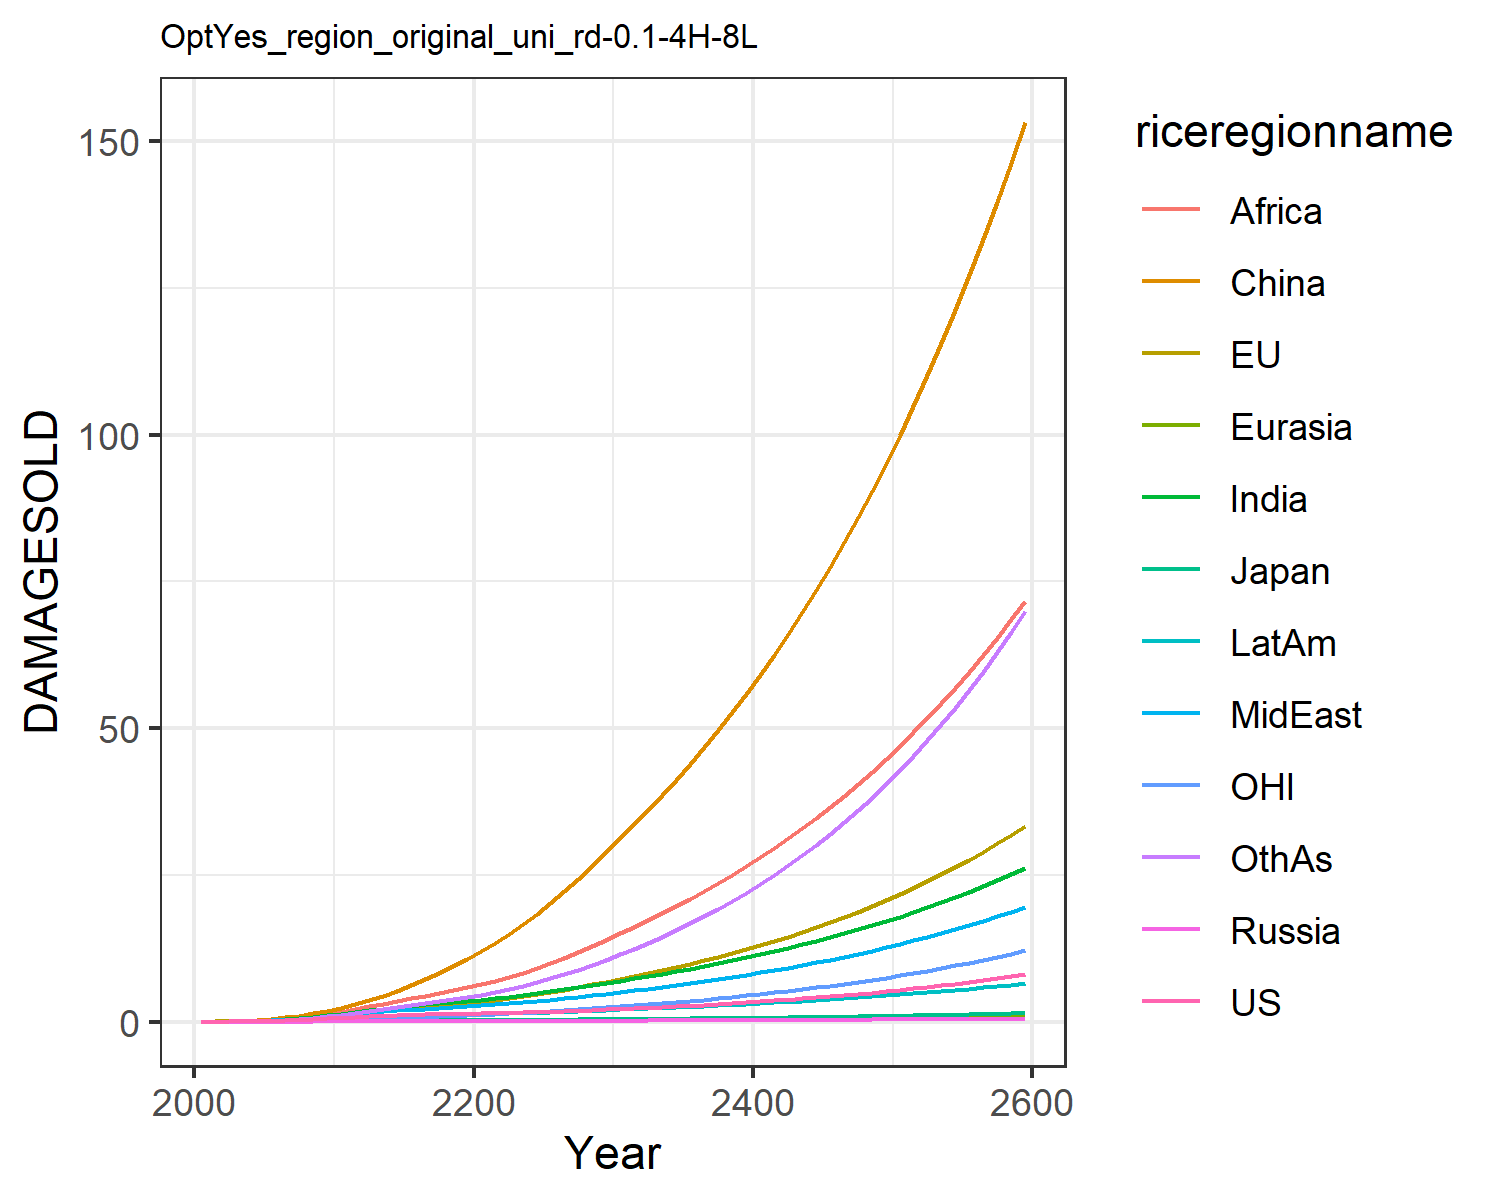 OptYes_region_original_uni_rd-0.1-4H-8L
DAMAGESOLD
150
100
50
0
2000 2200 2400 2600
Year
riceregionname
Africa
China
EU
Eurasia
India
Japan
LatAm
MidEast
OHI
OthAs
Russia
US